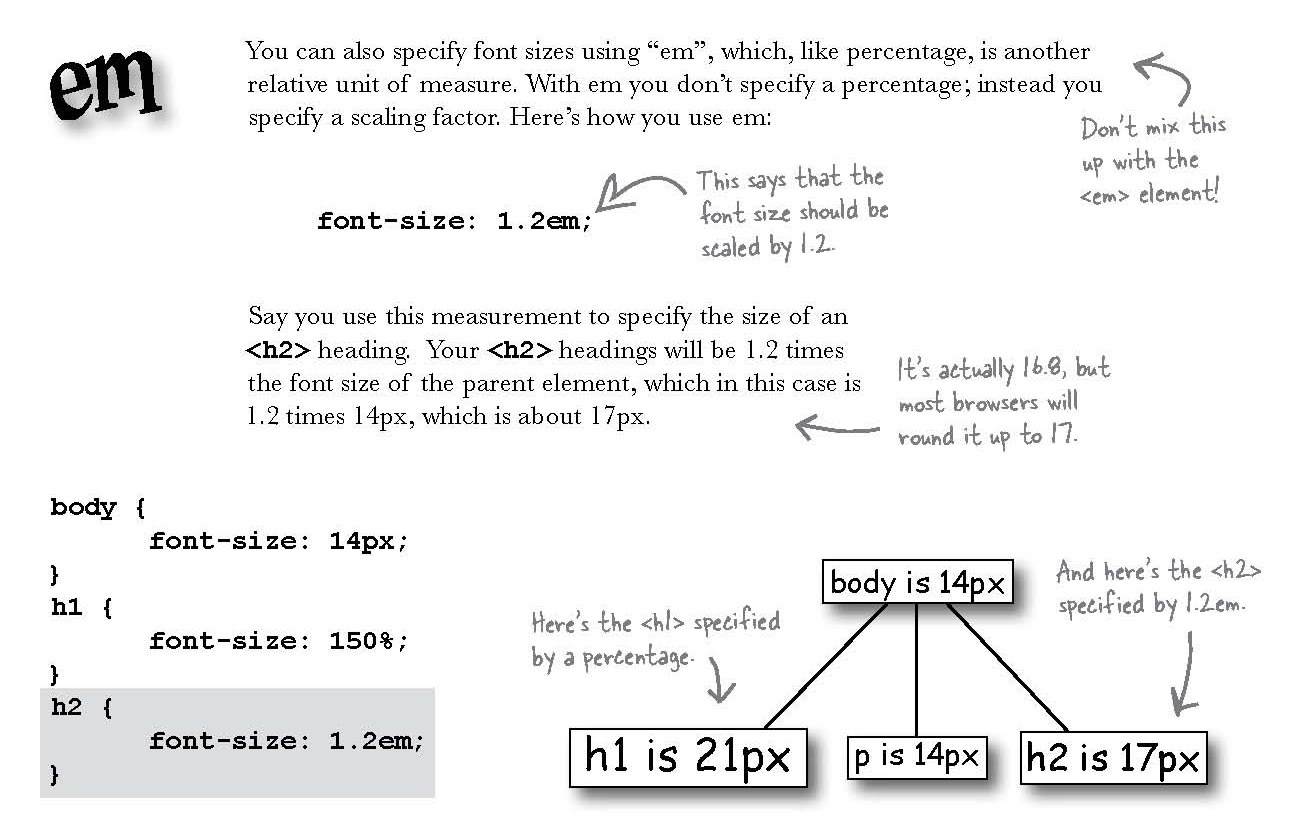 em
You can also specify font sizes using “em”, which, like percentage, is another
relative unit of measure. With em you don’t specify a percentage; instead you
specify a scaling factor. Here’s how you use em:
Don't mix this
up with the
<em> element!
font-size: 1.2em;
This says that the
font size should be
scaled by 1.2.
Say you use this measurement to specify the size of an
<h2> heading. Your <h2> headings will be 1.2 times
the font size of the parent element, which in this case is
1.2 times 14px, which is about 17px.
It's actually 16.8, but
most browsers will
round it up to 17.
body {
font-size: 14px;
}
h1 {
font-size: 150%;
}
h2 {
font-size: 1.2em;
}
Here's the <h1> specified
by a percentage.
body is 14px
And here's the <h2>
specified by 1.2em.
h1 is 21px
p is 14px
h2 is 17px